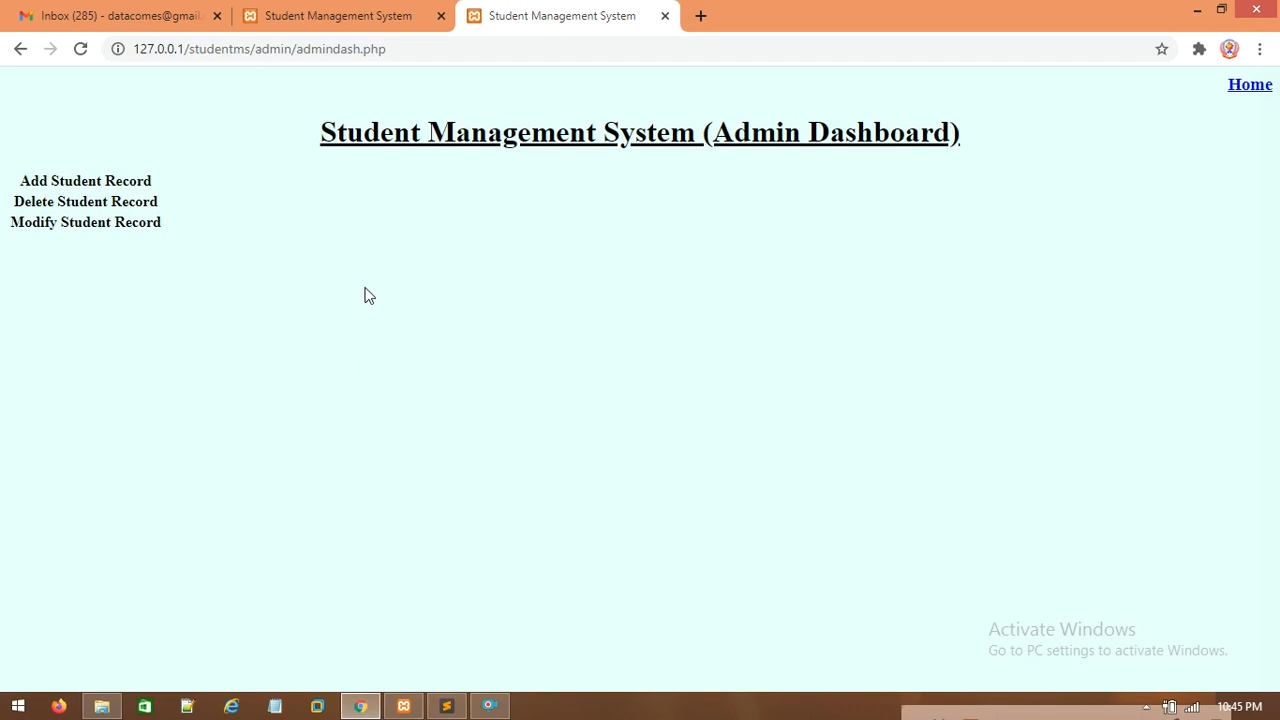 Inbox (285) - datacomes@gmail.
Student Management System
Student Management System
127.0.0.1/studentms/admin/admindash.php
Home
Student Management System (Admin Dashboard)
Add Student Record
Delete Student Record
Modify Student Record
Activate Windows
Go to PC settings to activate Windows.
10:45 PM